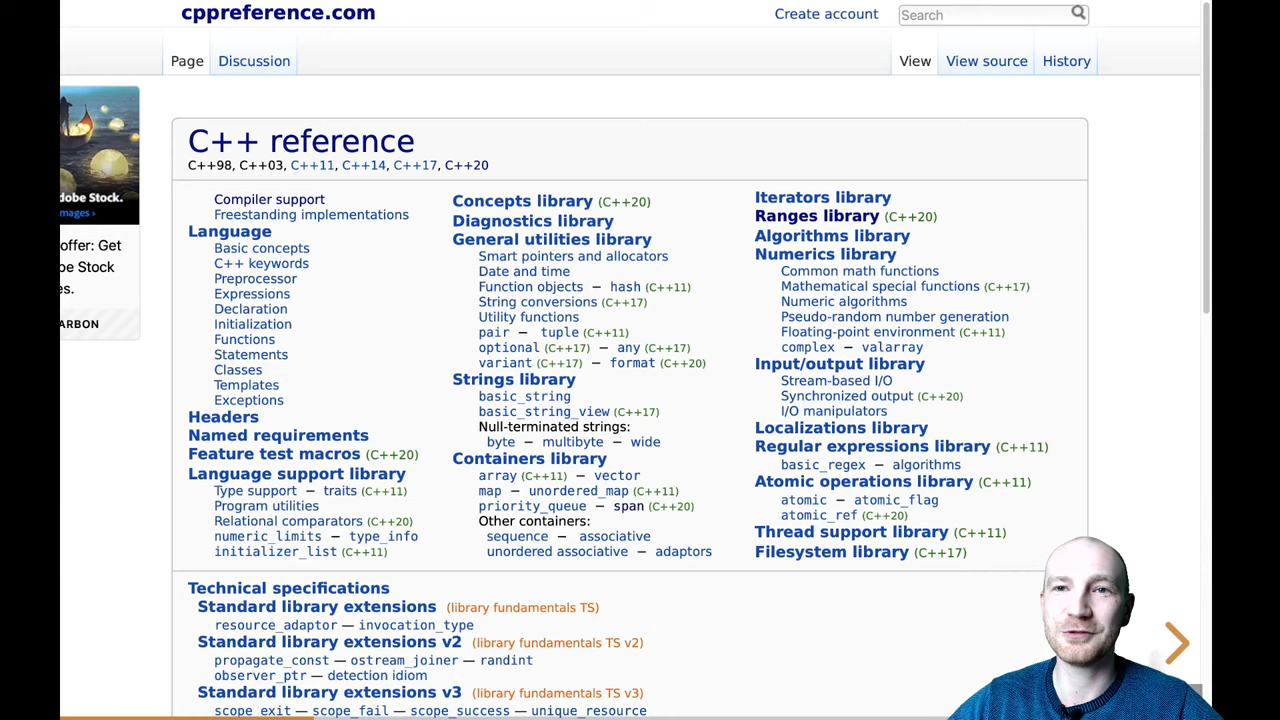 cppreference.com
Create account
Search
Page
Discussion
View
View source
History
dobe Stock.
mages ›
offer: Get
be Stock
es.
ARBON
C++ reference
C++98, C++03, C++11, C++14, C++17, C++20
Compiler support
Freestanding implementations
Language
Basic concepts
C++ keywords
Preprocessor
Expressions
Declaration
Initialization
Functions
Statements
Classes
Templates
Exceptions
Headers
Named requirements
Feature test macros (C++20)
Language support library
Type support − traits (C++11)
Program utilities
Relational comparators (C++20)
numeric_limits − type_info
initializer_list (C++11)
Concepts library (C++20)
Diagnostics library
General utilities library
Smart pointers and allocators
Date and time
Function objects − hash (C++11)
String conversions (C++17)
Utility functions
pair − tuple (C++11)
optional (C++17) − any (C++17)
variant (C++17) − format (C++20)
Strings library
basic_string
basic_string_view (C++17)
Null-terminated strings:
byte − multibyte − wide
Containers library
array (C++11) − vector
map − unordered_map (C++11)
priority_queue − span (C++20)
Other containers:
sequence − associative
unordered associative − adaptors
Iterators library
Ranges library (C++20)
Algorithms library
Numerics library
Common math functions
Mathematical special functions (C++17)
Numeric algorithms
Pseudo-random number generation
Floating-point environment (C++11)
complex − valarray
Input/output library
Stream-based I/O
Synchronized output (C++20)
I/O manipulators
Localizations library
Regular expressions library (C++11)
basic_regex − algorithms
Atomic operations library (C++11)
atomic − atomic_flag
atomic_ref (C++20)
Thread support library (C++11)
Filesystem library (C++17)
Technical specifications
Standard library extensions (library fundamentals TS)
resource_adaptor — invocation_type
Standard library extensions v2 (library fundamentals TS v2)
propagate_const — ostream_joiner — randint
observer_ptr — detection idiom
Standard library extensions v3 (library fundamentals TS v3)
scope_exit — scope_fail — scope_success — unique_resource